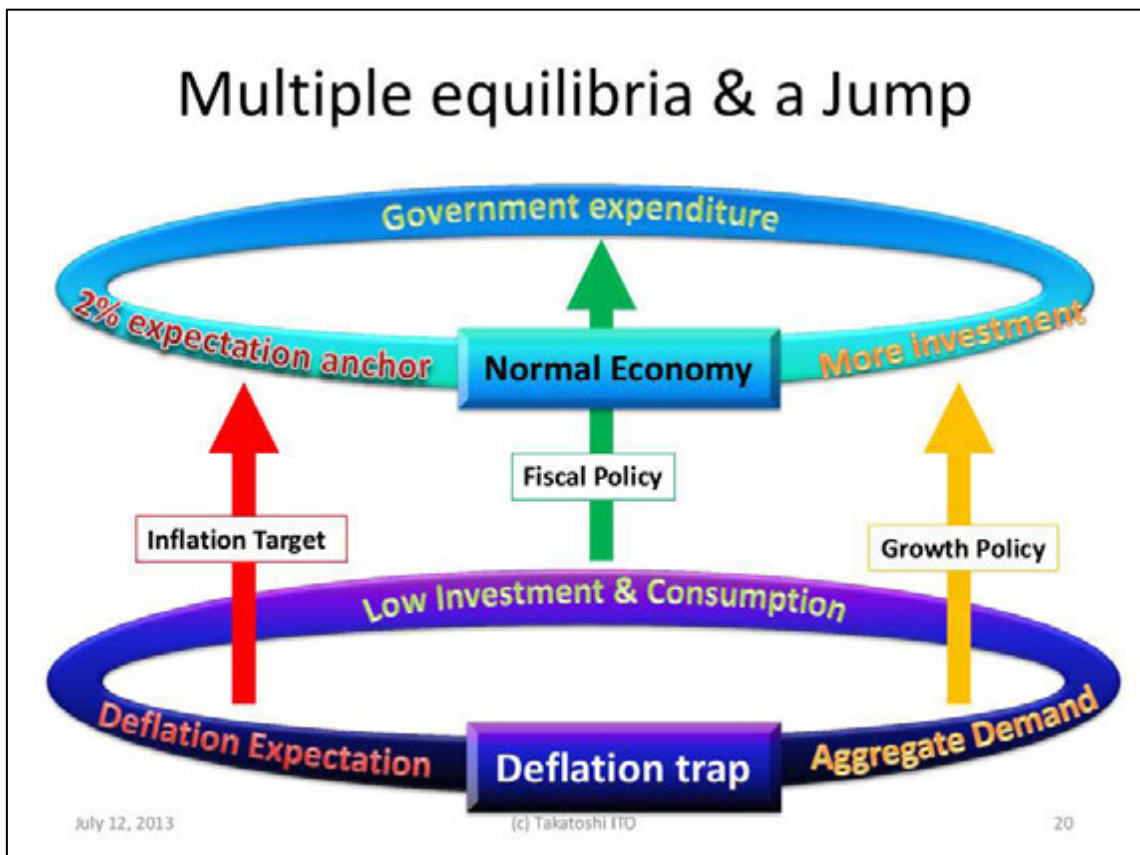 Multiple equilibria & a Jump
Government expenditure
2% expectation anchor
Normal Economy
More investment
Inflation Target
Fiscal Policy
Growth Policy
Low Investment & Consumption
Deflation Expectation
Deflation trap
Aggregate Demand
July 12, 2013
(c) Takatoshi ITO
20